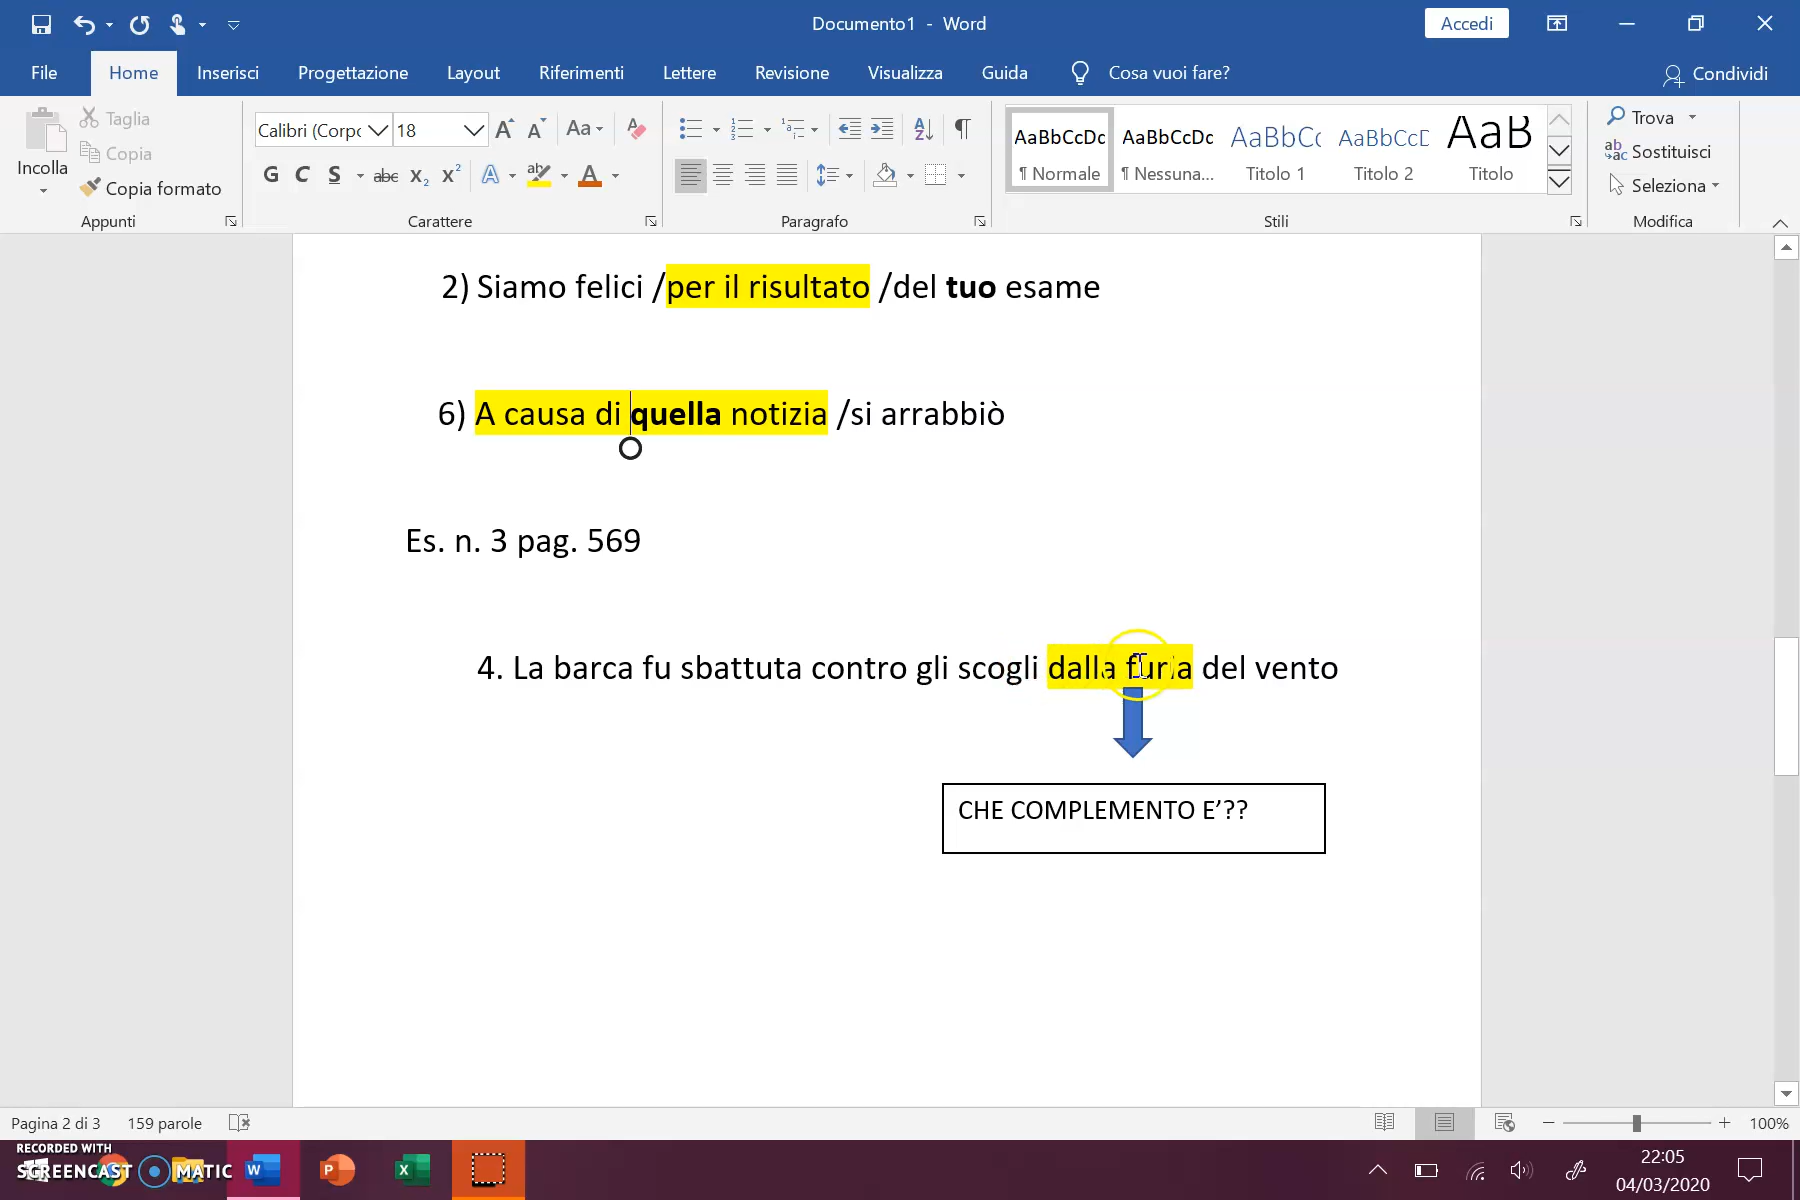 Documento1 - Word
Accedi
File Home Inserisci Progettazione Layout Riferimenti Lettere Revisione Visualizza Guida Cosa vuoi fare? Condividi
Incolla
Taglia
Copia
Copia formato
Appunti
Calibri (Corpo 18
G C S abc x2 x2
Carattere
Paragrafo
AaBbCcDc AaBbCcDc AaBbCc AaBbCcD AaB
¶ Normale ¶ Nessuna... Titolo 1 Titolo 2 Titolo
Stili
Trova
Sostituisci
Seleziona
Modifica
2) Siamo felici /per il risultato /del tuo esame
6) A causa di quella notizia /si arrabbiò
Es. n. 3 pag. 569
4. La barca fu sbattuta contro gli scogli dalla furia del vento
CHE COMPLEMENTO E’??
Pagina 2 di 3 159 parole 100%
RECORDED WITH
SCREENCAST MATIC
22:05
04/03/2020